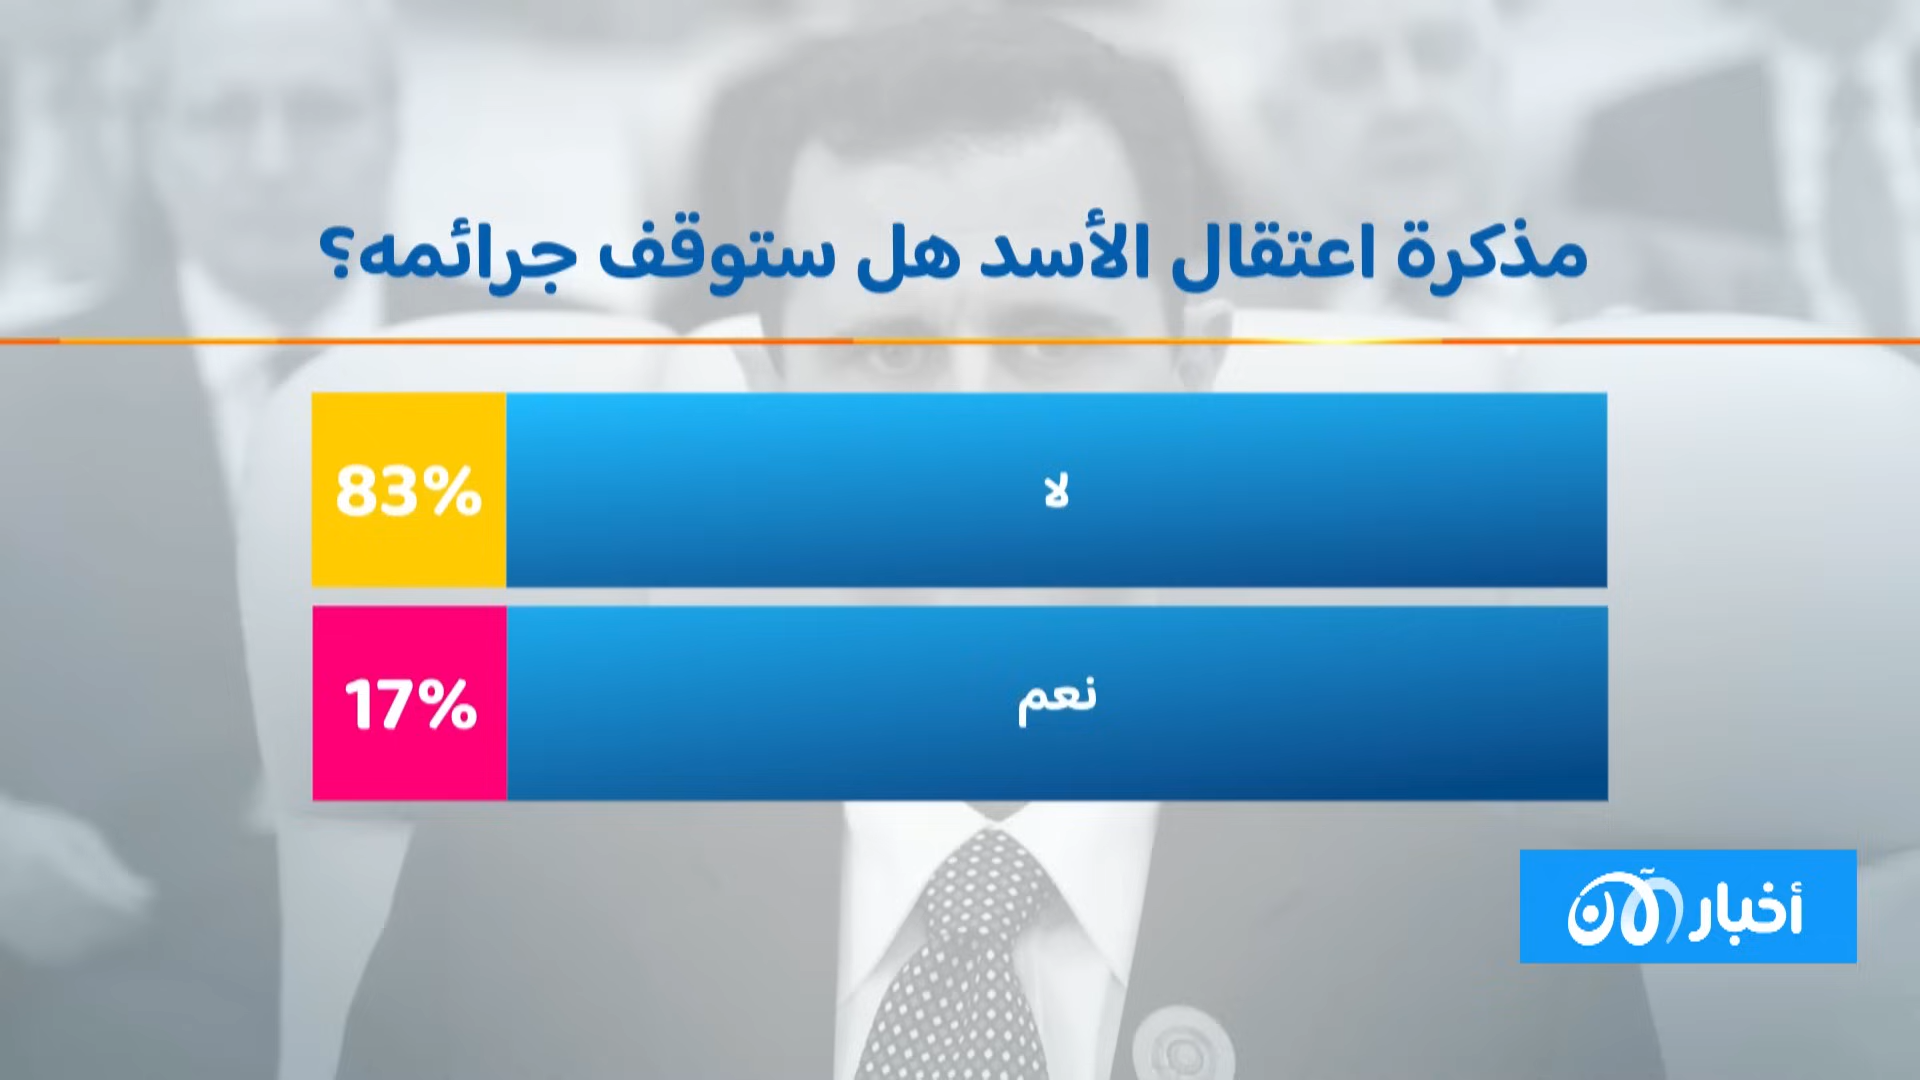 مذكرة اعتقال الأسد هل ستوقف جرائمه؟
لا
83%
نعم
17%
أخبار الآن